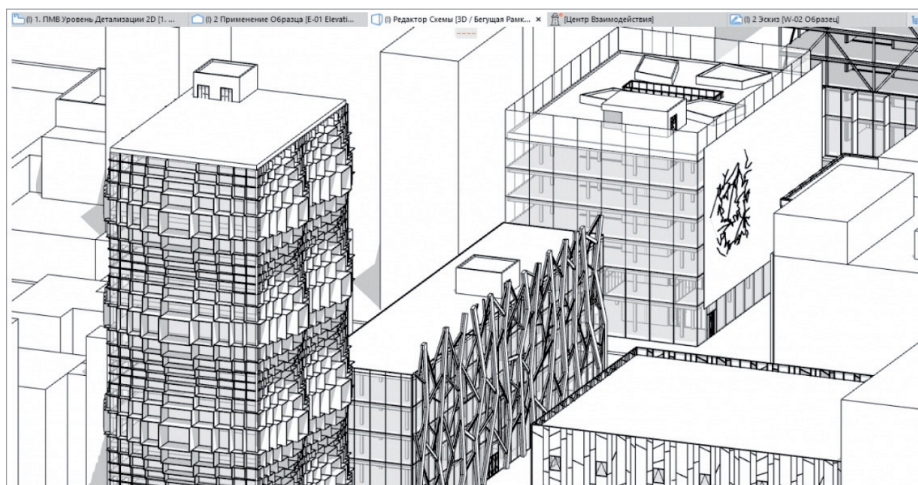 (!) 1. ПМВ Уровень Детализации 2D [1. ...
(!) 2 Применение Образца [E-01 Elevati...
(!) Редактор Схемы [3D / Бегущая Рамк...
[Центр Взаимодействия]
(!) 2 Эскиз [W-02 Образец]